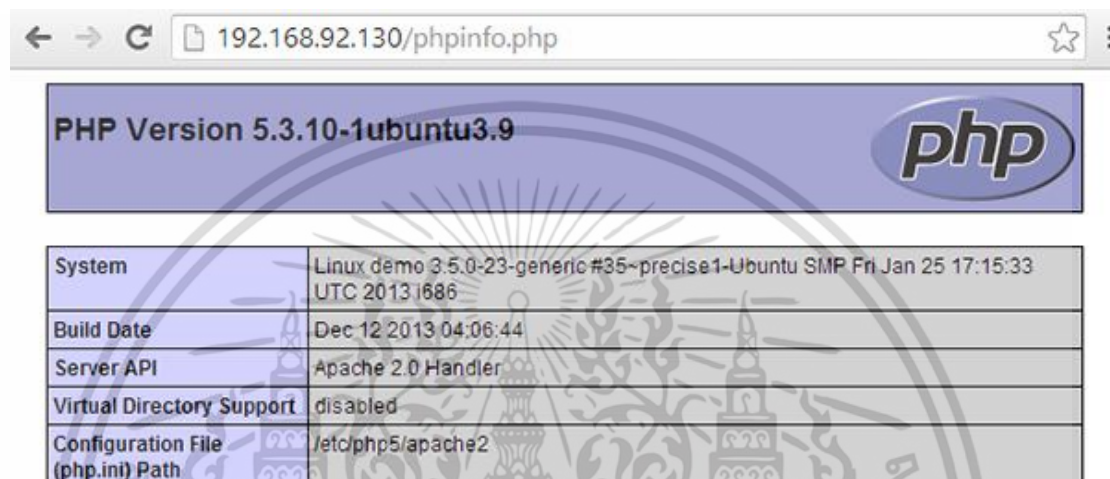 192.168.92.130/phpinfo.php
PHP Version 5.3.10-1ubuntu3.9
php
System Linux demo 3.5.0-23-generic #35~precise1-Ubuntu SMP Fri Jan 25 17:15:33
UTC 2013 i686
Build Date Dec 12 2013 04:06:44
Server API Apache 2.0 Handler
Virtual Directory Support disabled
Configuration File /etc/php5/apache2
(php.ini) Path